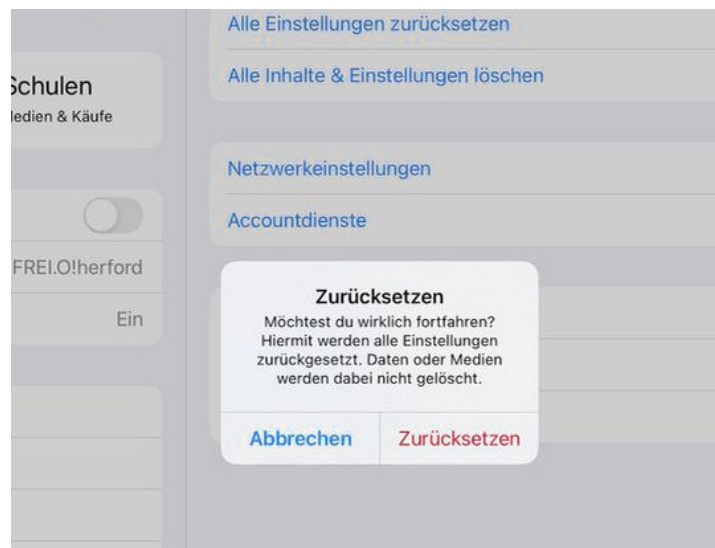 Alle Einstellungen zurücksetzen
Alle Inhalte & Einstellungen löschen
Schulen
Medien & Käufe
Netzwerkeinstellungen
Accountdienste
FREI.O!herford
Ein
Zurücksetzen
Möchtest du wirklich fortfahren?
Hiermit werden alle Einstellungen
zurückgesetzt. Daten oder Medien
werden dabei nicht gelöscht.
Abbrechen
Zurücksetzen